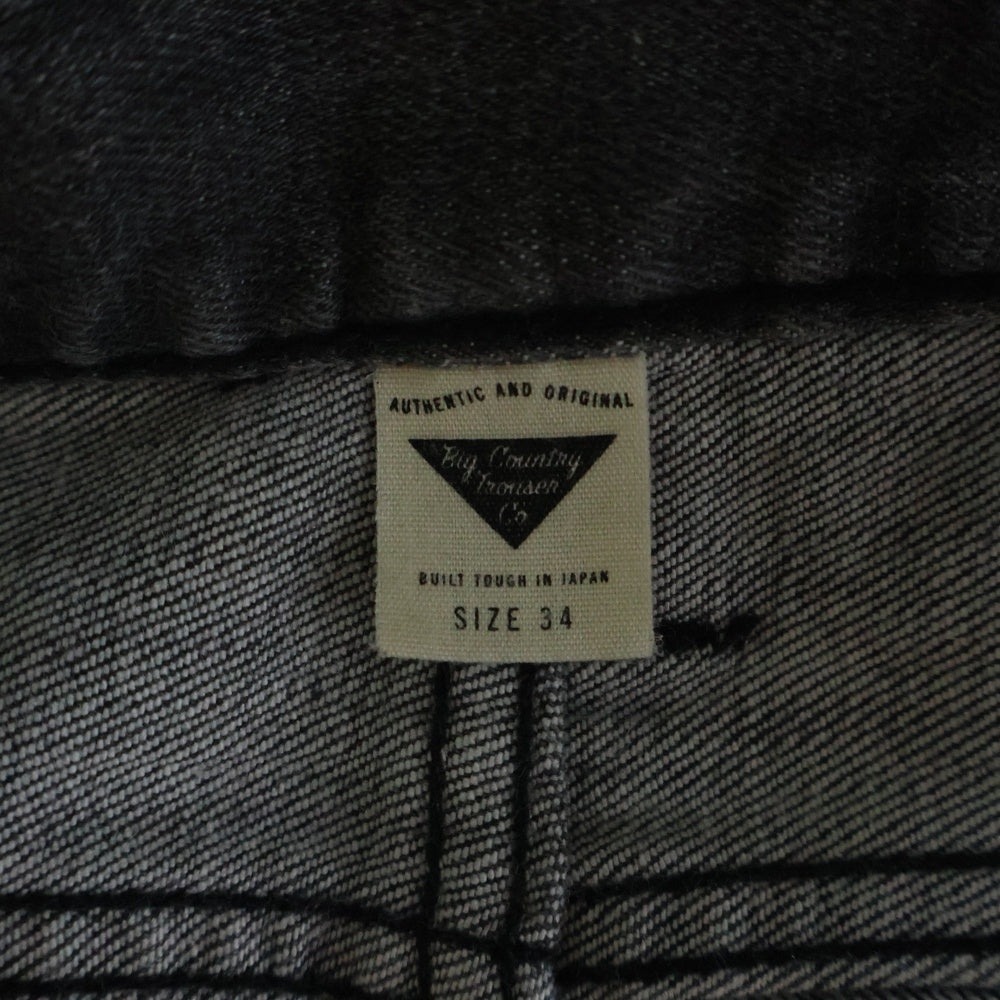 AUTHENTIC AND ORIGINAL
Big Country
Trouser
Co
BUILT TOUGH IN JAPAN
SIZE 34